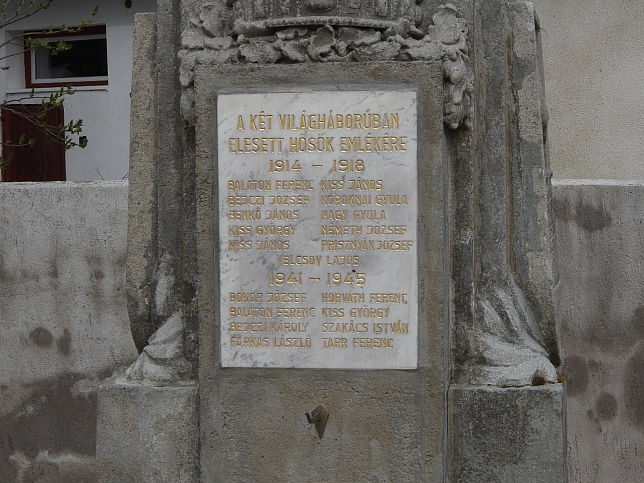 A KÉT VILÁGHÁBORÚBAN
ELESETT HŐSÖK EMLÉKÉRE
1914 – 1918
BALATON FERENC KISS JÁNOS
BEJCZI JÓZSEF KOROKNAI GYULA
BENKŐ JÁNOS NAGY GYULA
KISS GYÖRGY NÉMETH JÓZSEF
KISS JÁNOS PRISZNYÁK JÓZSEF
VELCSOV LAJOS
1941 – 1945
BOKOR JÓZSEF HORVÁTH FERENC
BALATON FERENC KISS GYÖRGY
BEJCZI KÁROLY SZAKÁCS ISTVÁN
FARKAS LÁSZLÓ TARR FERENC